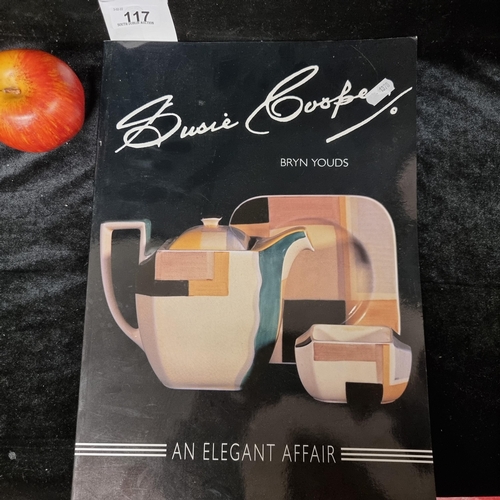 117
Susie Cooper.
BRYN YOUDS
AN ELEGANT AFFAIR